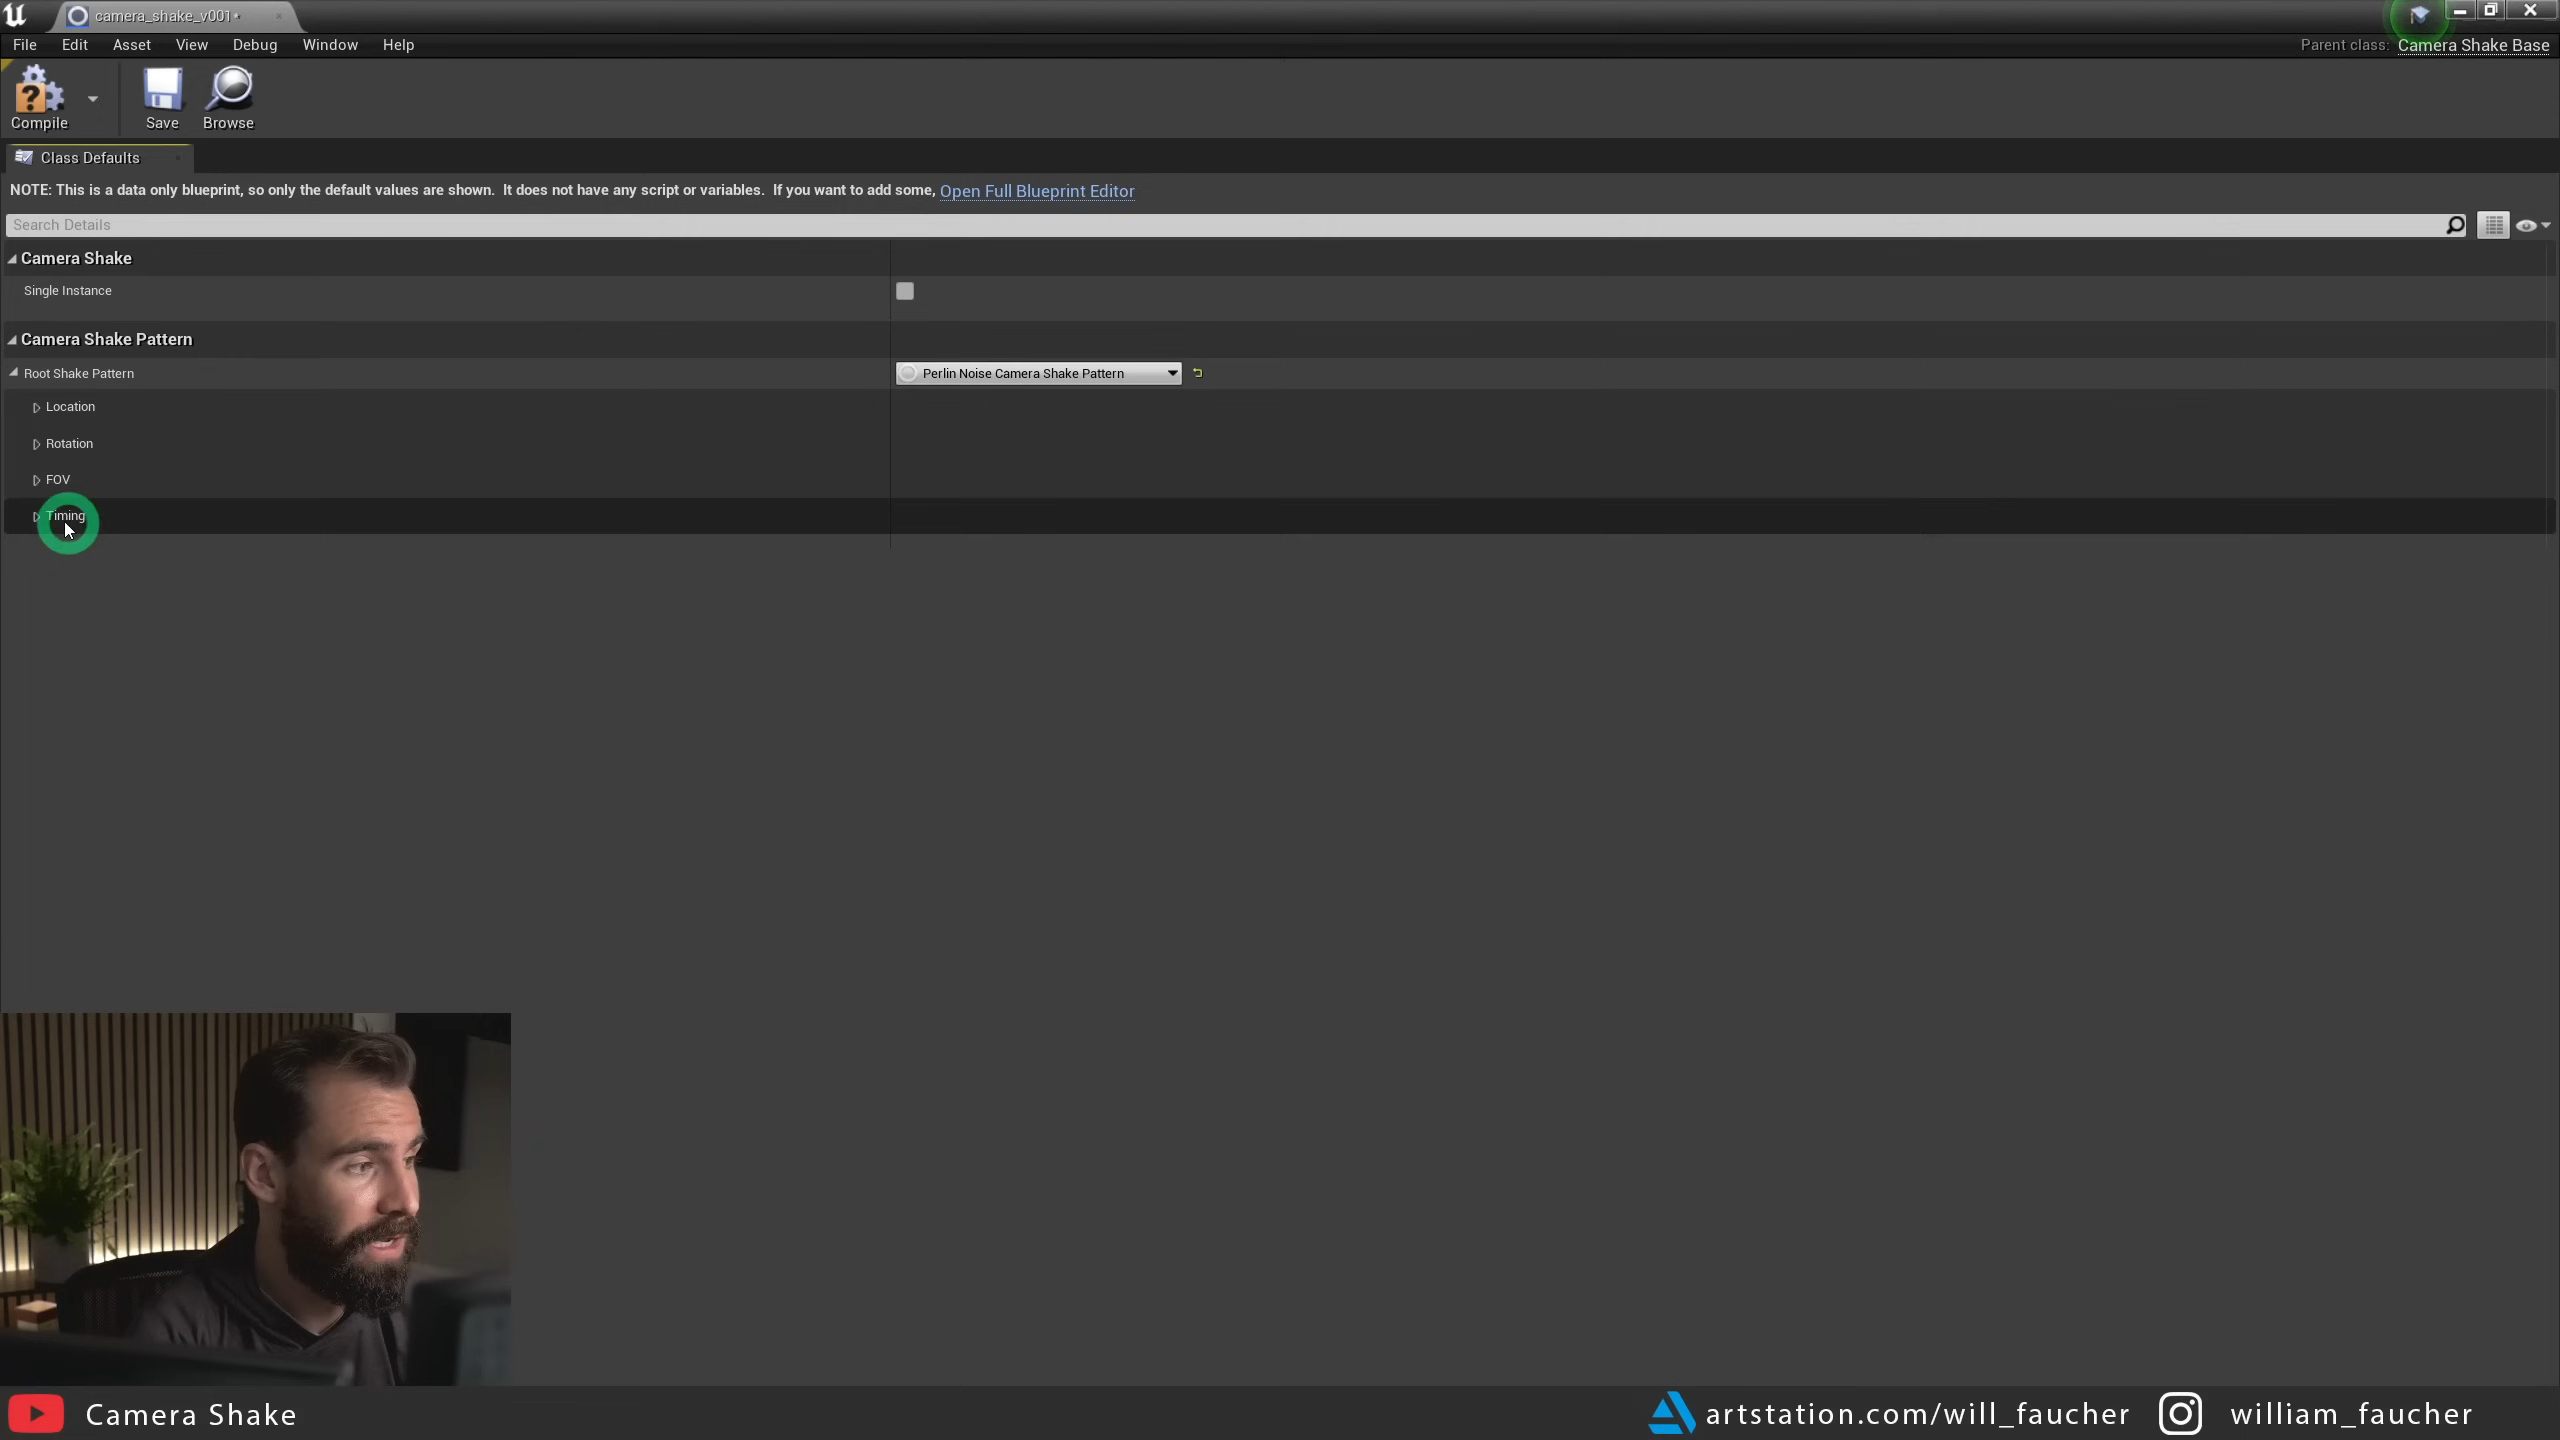 camera_shake_v001*
File Edit Asset View Debug Window Help
Parent class: Camera Shake Base
Compile Save Browse
Class Defaults
NOTE: This is a data only blueprint, so only the default values are shown. It does not have any script or variables. If you want to add some, Open Full Blueprint Editor
Search Details
Camera Shake
Single Instance
Camera Shake Pattern
Root Shake Pattern Perlin Noise Camera Shake Pattern
Location
Rotation
FOV
Timing
Camera Shake artstation.com/will_faucher william_faucher